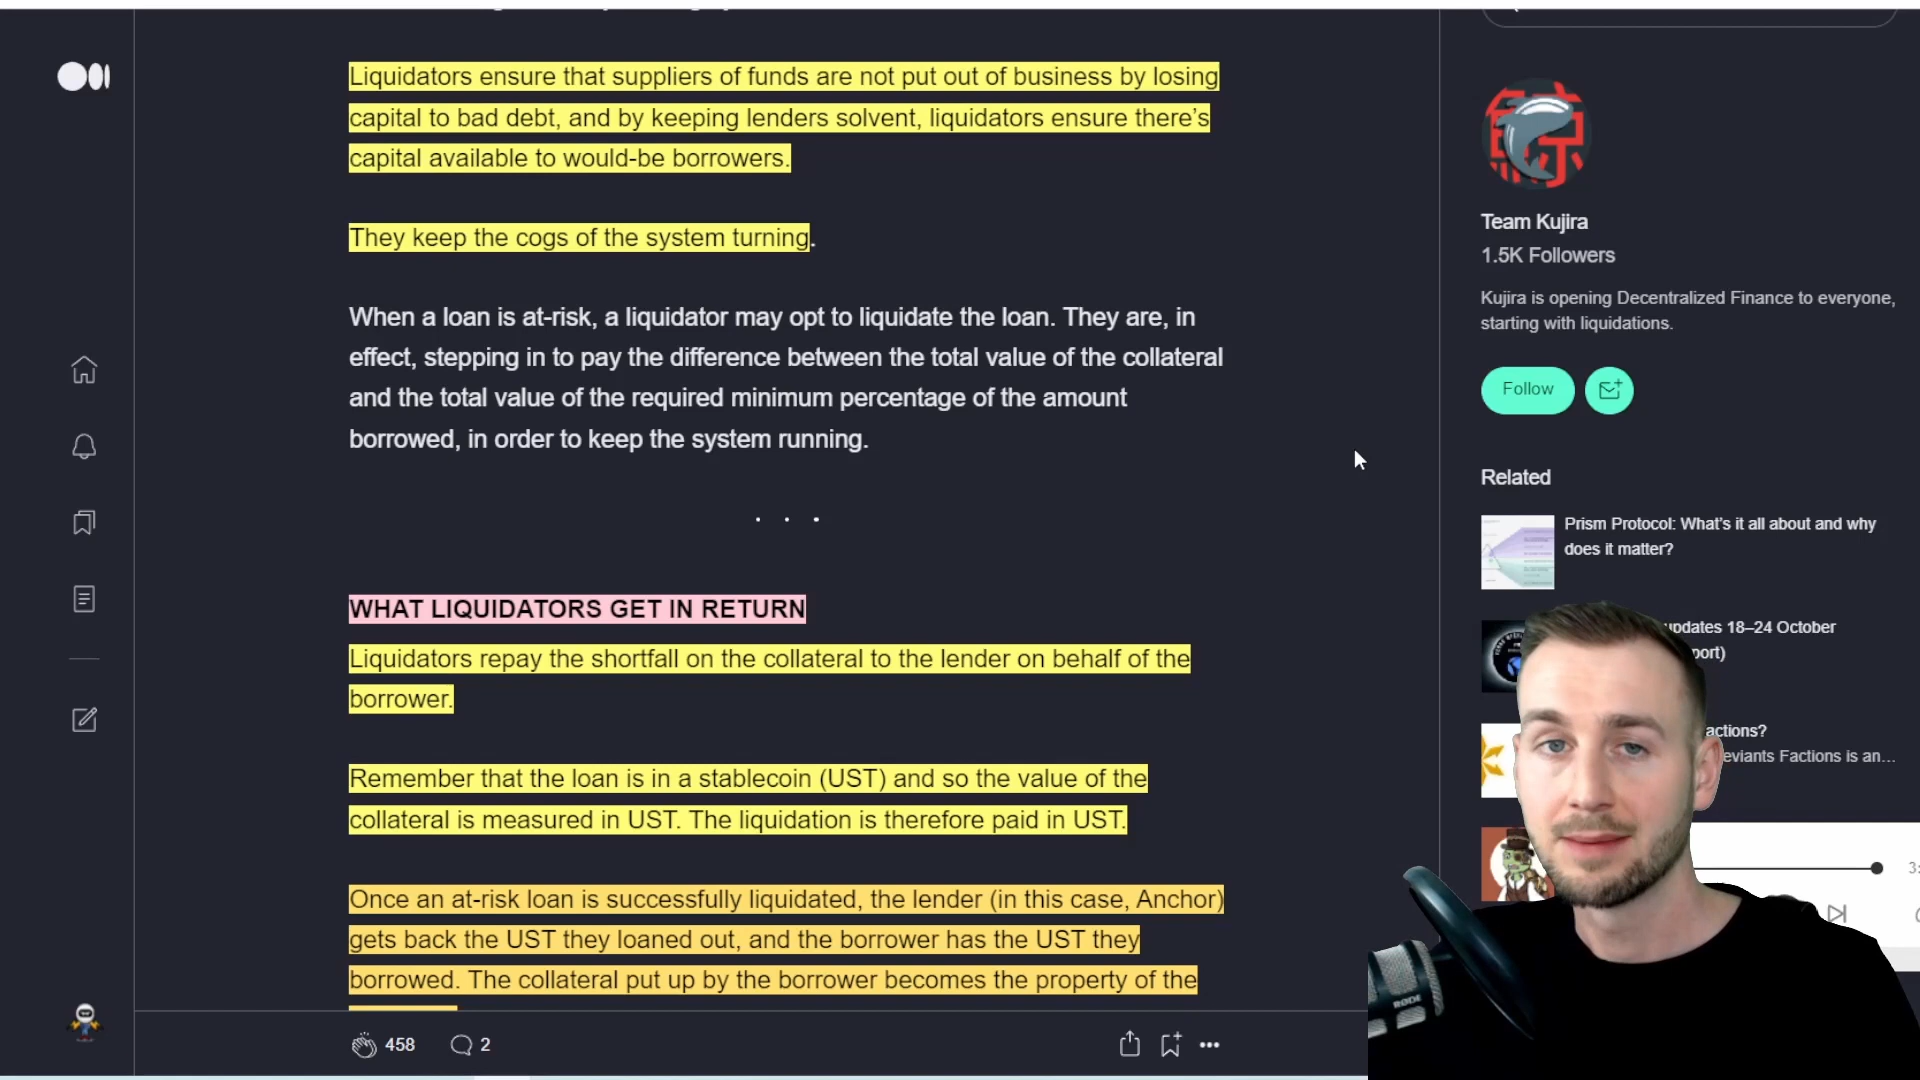 Liquidators ensure that suppliers of funds are not put out of business by losing
capital to bad debt, and by keeping lenders solvent, liquidators ensure there’s
capital available to would-be borrowers.
They keep the cogs of the system turning.
When a loan is at-risk, a liquidator may opt to liquidate the loan. They are, in
effect, stepping in to pay the difference between the total value of the collateral
and the total value of the required minimum percentage of the amount
borrowed, in order to keep the system running.
. . .
WHAT LIQUIDATORS GET IN RETURN
Liquidators repay the shortfall on the collateral to the lender on behalf of the
borrower.
Remember that the loan is in a stablecoin (UST) and so the value of the
collateral is measured in UST. The liquidation is therefore paid in UST.
Once an at-risk loan is successfully liquidated, the lender (in this case, Anchor)
gets back the UST they loaned out, and the borrower has the UST they
borrowed. The collateral put up by the borrower becomes the property of the
458 2
Team Kujira
1.5K Followers
Kujira is opening Decentralized Finance to everyone,
starting with liquidations.
Follow
Related
Prism Protocol: What’s it all about and why
does it matter?
updates 18–24 October
port)
actions?
eviants Factions is an...
RØDE